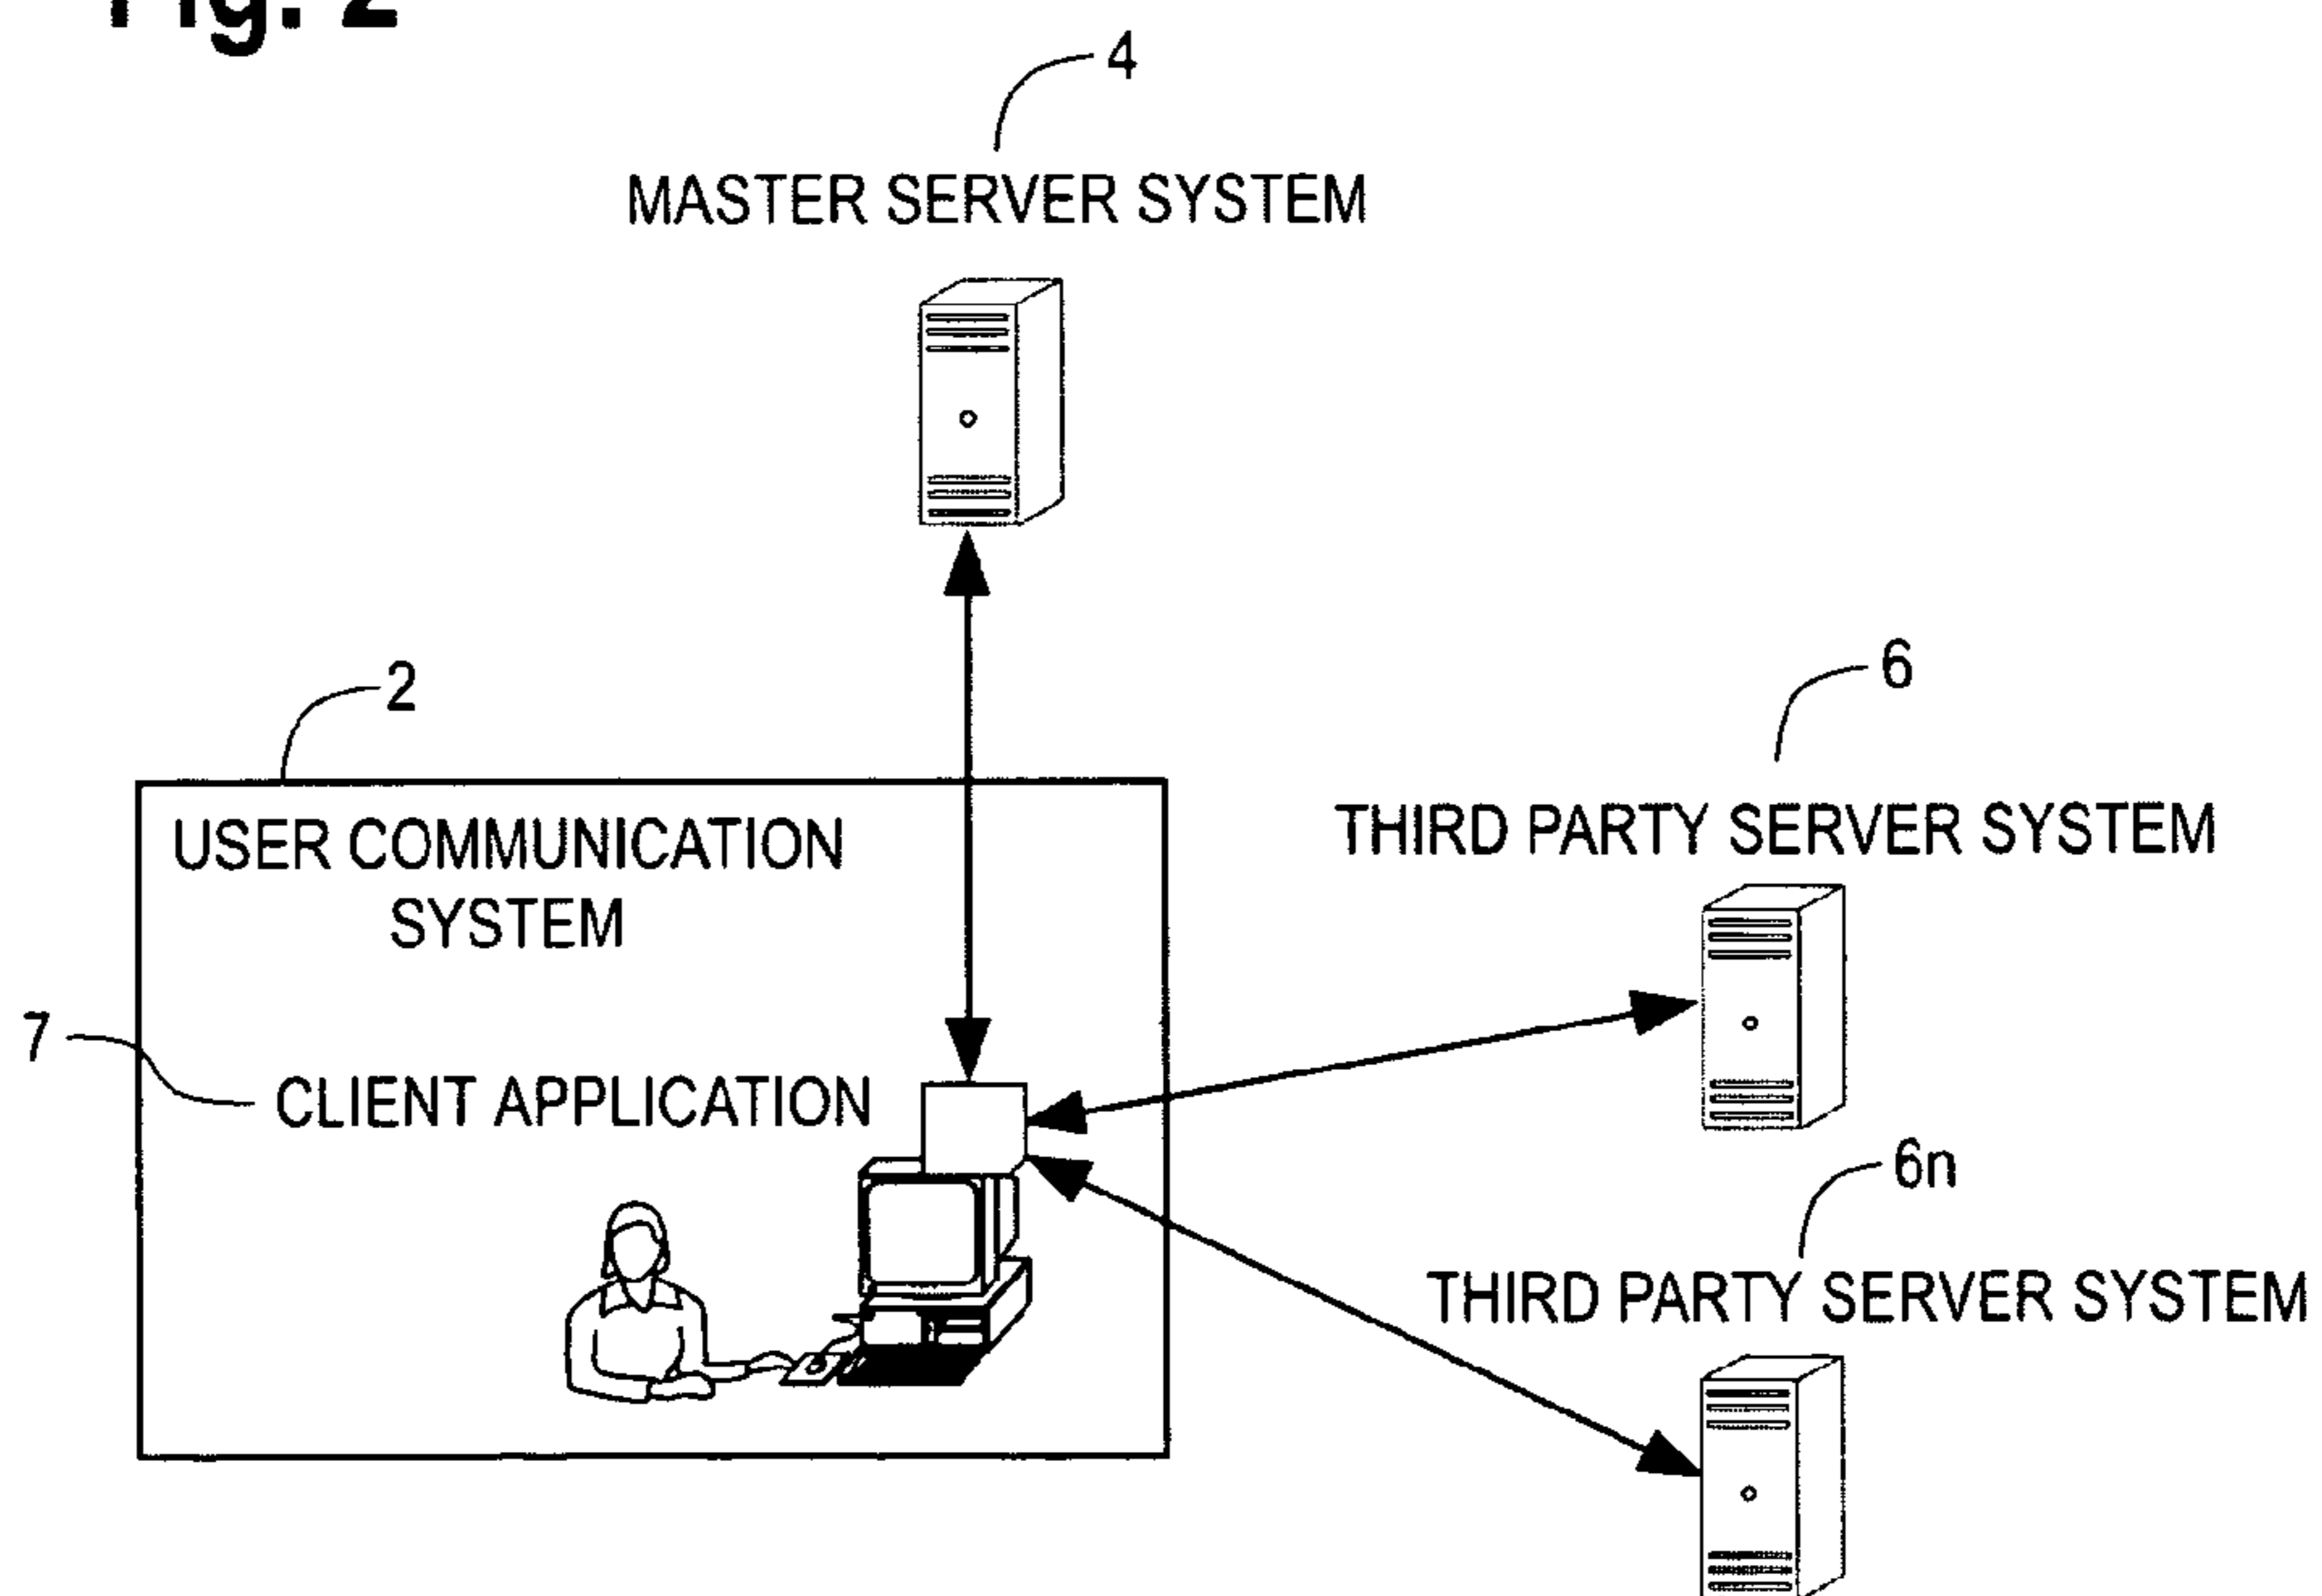 Fig. 2
4
MASTER SERVER SYSTEM
2
6
USER COMMUNICATION
SYSTEM
THIRD PARTY SERVER SYSTEM
7
CLIENT APPLICATION
6n
THIRD PARTY SERVER SYSTEM